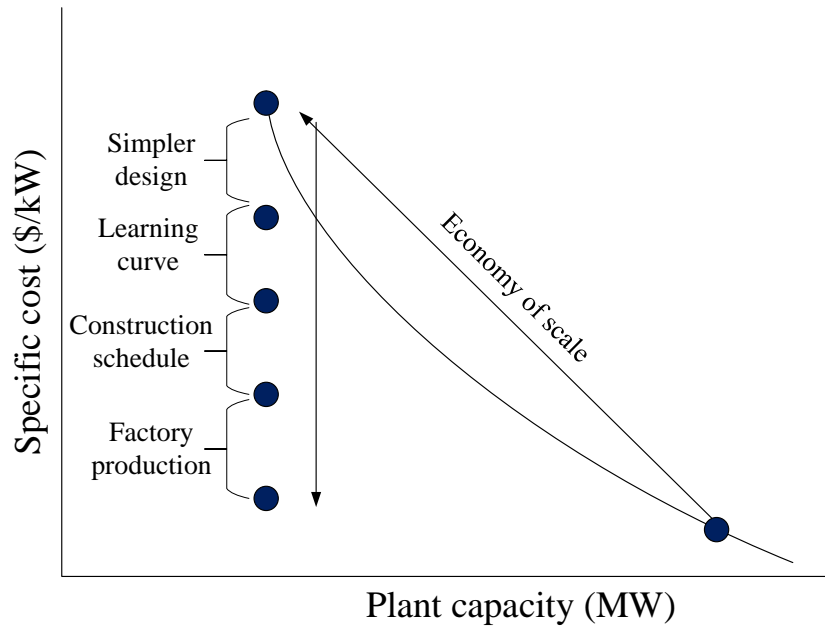 Specific cost ($/kW)
Simpler
design
Learning
curve
Construction
schedule
Factory
production
Economy of scale
Plant capacity (MW)